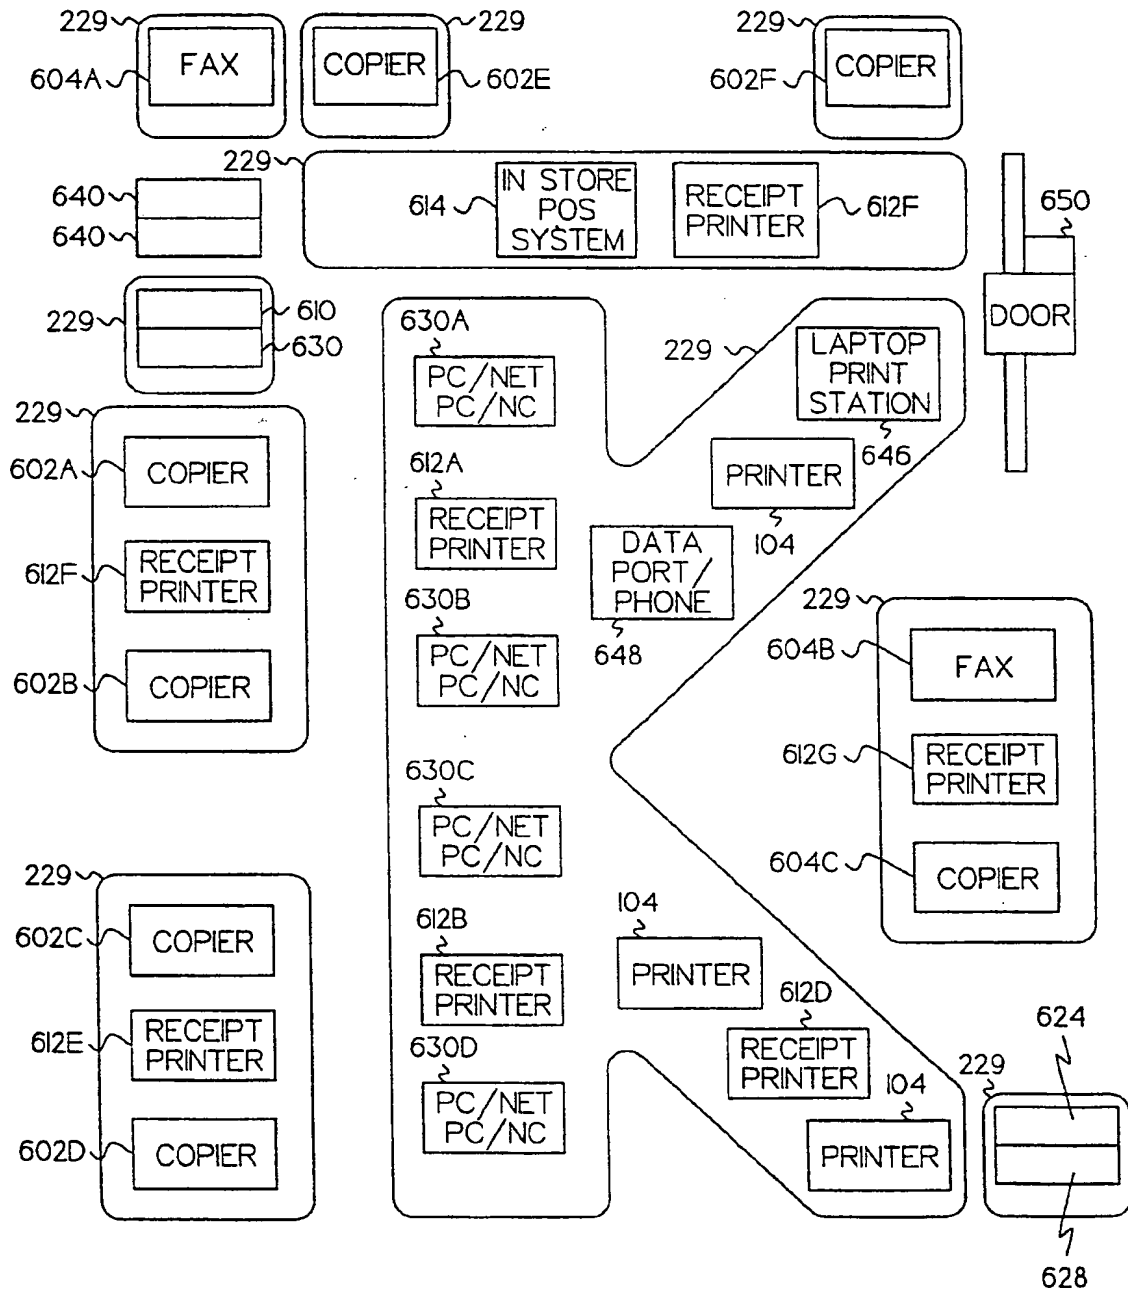 229
FAX
604A
229
COPIER
602E
229
COPIER
602F
229
IN STORE
POS
SYSTEM
614
RECEIPT
PRINTER
612F
640
640
650
DOOR
229
610
630
630A
PC/NET
PC/NC
229
LAPTOP
PRINT
STATION
646
229
602A
COPIER
612F
RECEIPT
PRINTER
602B
COPIER
612A
RECEIPT
PRINTER
PRINTER
104
DATA
PORT/
PHONE
648
630B
PC/NET
PC/NC
229
604B
FAX
612G
RECEIPT
PRINTER
604C
COPIER
630C
PC/NET
PC/NC
229
602C
COPIER
612E
RECEIPT
PRINTER
602D
COPIER
612B
RECEIPT
PRINTER
104
PRINTER
612D
RECEIPT
PRINTER
630D
PC/NET
PC/NC
104
PRINTER
624
229
628